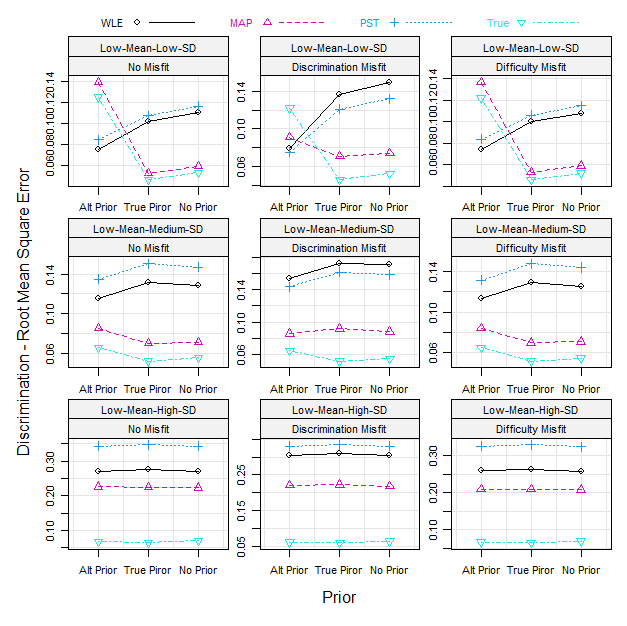 WLE MAP PST True
Discrimination - Root Mean Square Error
Low-Mean-Low-SD Low-Mean-Low-SD Low-Mean-Low-SD
No Misfit Discrimination Misfit Difficulty Misfit
0.060.080.100.120.14
0.06 0.10 0.14
0.060.080.100.120.14
Alt Prior True Piror No Prior Alt Prior True Piror No Prior Alt Prior True Piror No Prior
Low-Mean-Medium-SD Low-Mean-Medium-SD Low-Mean-Medium-SD
No Misfit Discrimination Misfit Difficulty Misfit
0.06 0.10 0.14
0.06 0.10 0.14
0.06 0.10 0.14
Alt Prior True Piror No Prior Alt Prior True Piror No Prior Alt Prior True Piror No Prior
Low-Mean-High-SD Low-Mean-High-SD Low-Mean-High-SD
No Misfit Discrimination Misfit Difficulty Misfit
0.10 0.20 0.30
0.05 0.15 0.25
0.10 0.20 0.30
Alt Prior True Piror No Prior Alt Prior True Piror No Prior Alt Prior True Piror No Prior
Prior